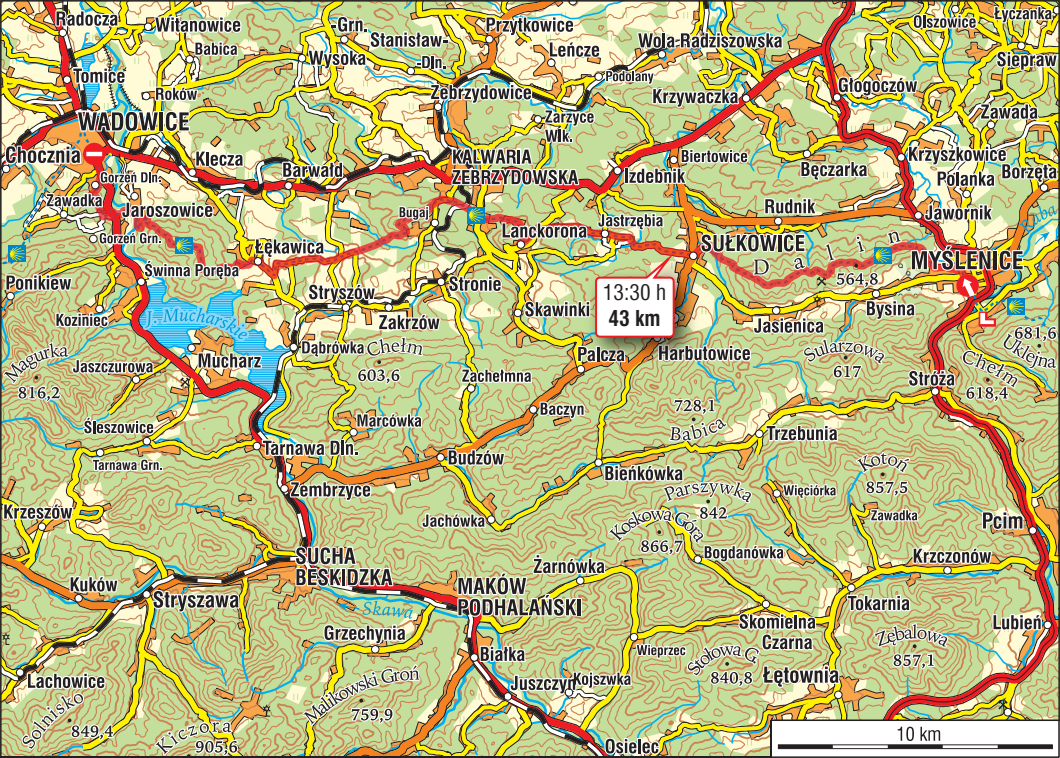 Radocza
Witanowice
Babica
Tomice
Roków
WADOWICE
Chocznia
Klecza
Barwałd
Gorzeń Dln.
Zawadka
Jaroszowice
Gorzeń Grn.
Łękawica
Świnna Poręba
Ponikiew
Koziniec
J. Mucharskie
Mucharz
Magurka
816,2
Jaszczurowa
Śleszowice
Tarnawa Grn.
Tarnawa Dln.
Zembrzyce
Krzeszów
Kuków
Stryszawa
SUCHA
BESKIDZKA
Skawa
Lachowice
Solnisko
849,4
Kiczora
905,6
Grzechynia
Malikowski Groń
759,9
Grn.
Stanisław-
-Dln.
Wysoka
Przytkowice
Leńcze
Wola-Radziszowska
Podolany
Zebrzydowice
Zarzyce
Wlk.
Krzywaczka
KALWARIA
ZEBRZYDOWSKA
Izdebnik
Biertowice
Bugaj
Lanckorona
Jastrzębia
SUŁKOWICE
13:30 h
43 km
Stryszów
Stronie
Zakrzów
Skawinki
Dąbrówka
Chełm
603,6
Palcza
Harbutowice
Zachełmna
Baczyn
Marcówka
Budzów
Jachówka
Bieńkówka
728,1
Babica
Trzebunia
Parszywka
842
Koskowa Góra
866,7
Więciórka
Bogdanówka
Żarnówka
MAKÓW
PODHALAŃSKI
Białka
Juszczyn
Kojszwka
Osielec
Wieprzec
Skomielna
Czarna
Stołowa G.
840,8
Łętownia
Olszowice
Łyczanka
Siepraw
Głogoczów
Zawada
Krzyszkowice
Bęczarka
Polanka
Borzęta
Rudnik
Jawornik
Dalin
564,8
MYŚLENICE
Bysina
Jasienica
681,6
Uklejna
Chełm
618,4
Sularzowa
617
Stróża
Kotoń
857,5
Zawadka
Pcim
Krzczonów
Tokarnia
Lubień
Zębalowa
857,1
10 km